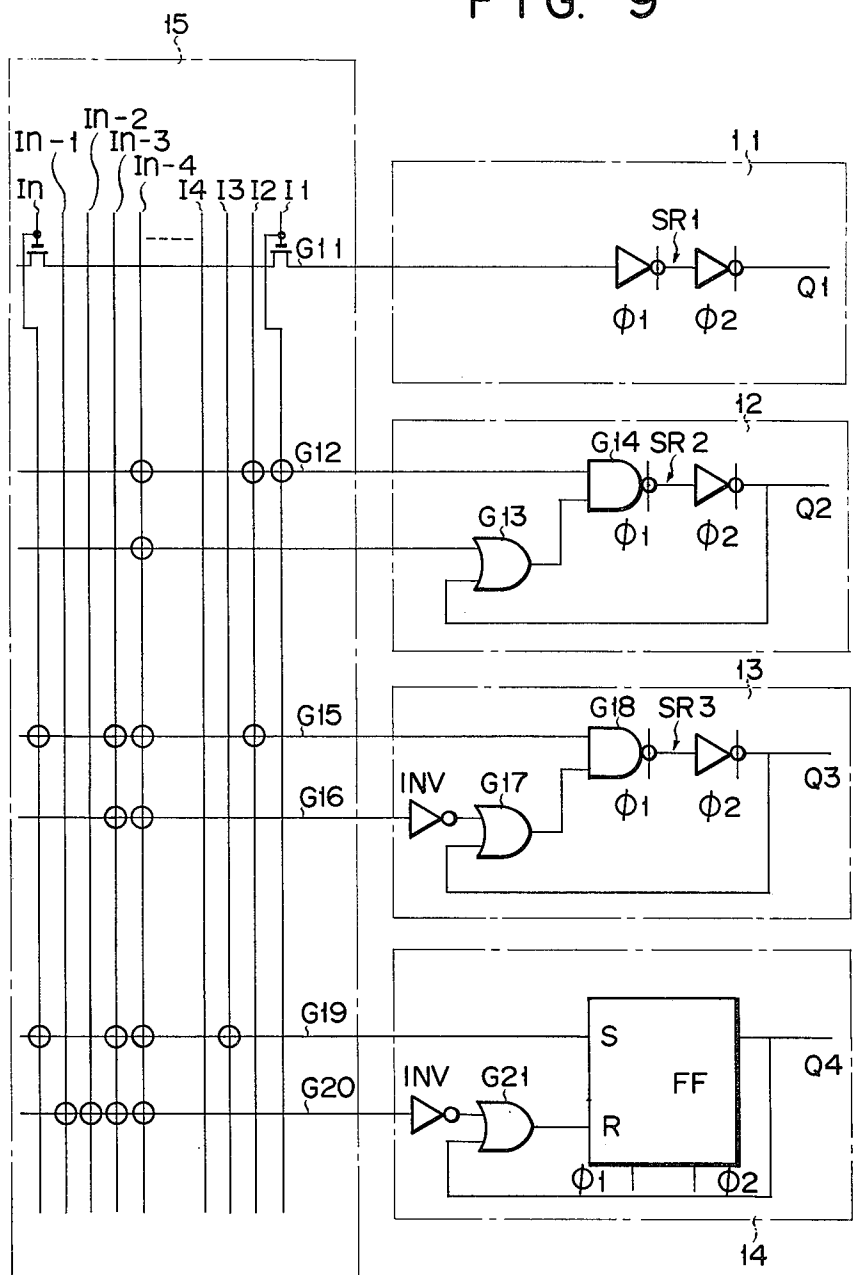 FIG. 9
15
In-2
In-1 In-3
In In-4 I4 I3 I2 I1
G11
11
SR1
Φ1 Φ2 Q1
12
G12
G14 SR2
G13 Φ1 Φ2 Q2
13
G15
G18 SR3
G16 INV G17 Φ1 Φ2 Q3
G19
S
FF
Q4
G20 INV G21
R
Φ1 Φ2
14